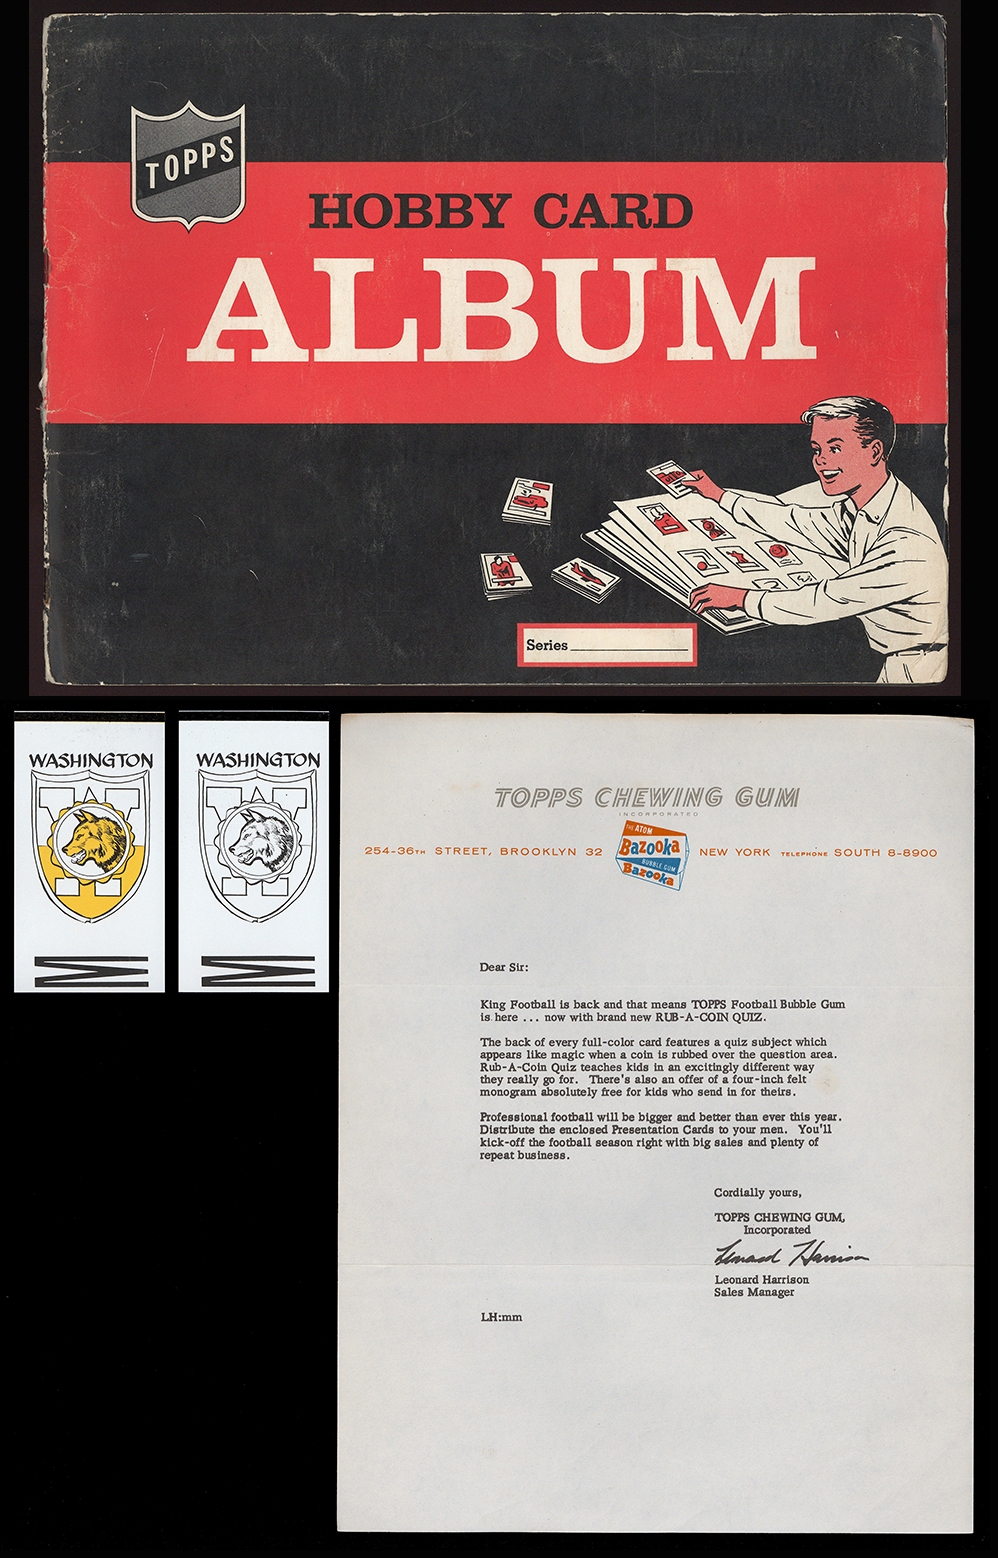 TOPPS
HOBBY CARD
ALBUM
Series
WASHINGTON
W
WASHINGTON
W
TOPPS CHEWING GUM
INCORPORATED
254-36TH STREET, BROOKLYN 32
THE ATOM
Bazooka
BUBBLE GUM
Bazooka
NEW YORK TELEPHONE SOUTH 8-8900
Dear Sir:
King Football is back and that means TOPPS Football Bubble Gum
is here ... now with brand new RUB-A-COIN QUIZ.
The back of every full-color card features a quiz subject which
appears like magic when a coin is rubbed over the question area.
Rub-A-Coin Quiz teaches kids in an excitingly different way
they really go for. There's also an offer of a four-inch felt
monogram absolutely free for kids who send in for theirs.
Professional football will be bigger and better than ever this year.
Distribute the enclosed Presentation Cards to your men. You'll
kick-off the football season right with big sales and plenty of
repeat business.
Cordially yours,
TOPPS CHEWING GUM,
Incorporated
Leonard Harrison
Leonard Harrison
Sales Manager
LH:mm